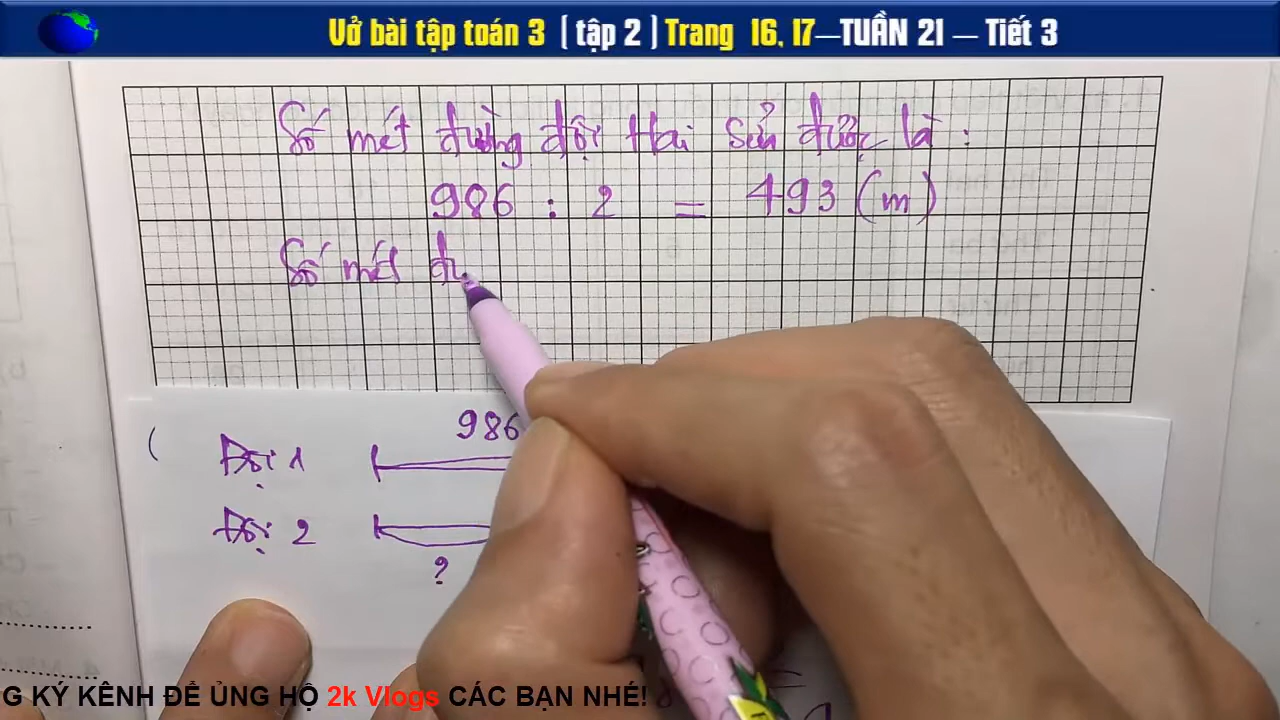 Vở bài tập toán 3 ( tập 2 ) Trang 16, 17–TUẦN 21 – Tiết 3
Số mét đường đội Hai sửa được là :
986 : 2 = 493 (m)
Số mét đư
986
Đội 1
Đội 2
?
G KÝ KÊNH ĐỂ ỦNG HỘ 2k Vlogs CÁC BẠN NHÉ!